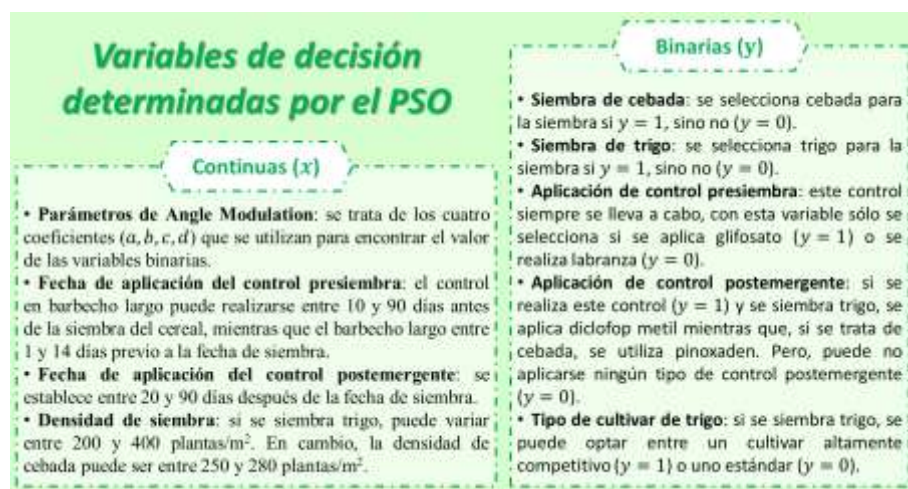 Variables de decisión
determinadas por el PSO
Continuas (x)
• Parámetros de Angle Modulation: se trata de los cuatro
coeficientes (a, b, c, d) que se utilizan para encontrar el valor
de las variables binarias.
• Fecha de aplicación del control presiembra: el control
en barbecho largo puede realizarse entre 10 y 90 días antes
de la siembra del cereal, mientras que el barbecho largo entre
1 y 14 días previo a la fecha de siembra.
• Fecha de aplicación del control postemergente: se
establece entre 20 y 90 días después de la fecha de siembra.
• Densidad de siembra: si se siembra trigo, puede variar
entre 200 y 400 plantas/m². En cambio, la densidad de
cebada puede ser entre 250 y 280 plantas/m².
Binarias (y)
• Siembra de cebada: se selecciona cebada para
la siembra si y = 1, sino no (y = 0).
• Siembra de trigo: se selecciona trigo para la
siembra si y = 1, sino no (y = 0).
• Aplicación de control presiembra: este control
siempre se lleva a cabo, con esta variable sólo se
selecciona si se aplica glifosato (y = 1) o se
realiza labranza (y = 0).
• Aplicación de control postemergente: si se
realiza este control (y = 1) y se siembra trigo, se
aplica diclofop metil mientras que, si se trata de
cebada, se utiliza pinoxaden. Pero, puede no
aplicarse ningún tipo de control postemergente
(y = 0).
• Tipo de cultivar de trigo: si se siembra trigo, se
puede optar entre un cultivar altamente
competitivo (y = 1) o uno estándar (y = 0).